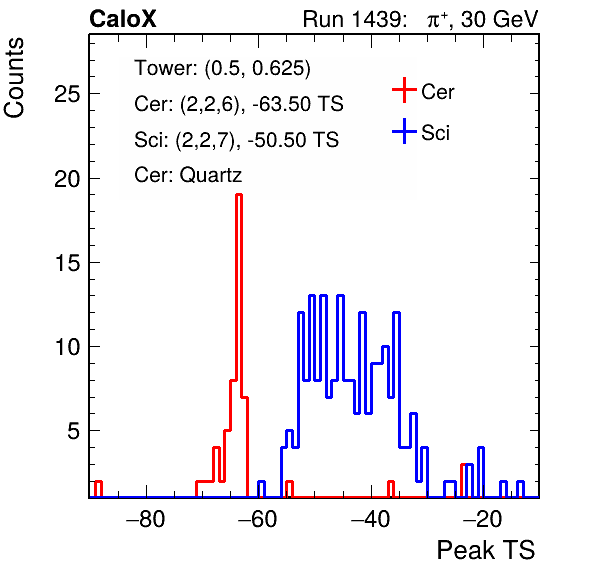 CaloX Run 1439: π⁺, 30 GeV
Counts
Tower: (0.5, 0.625)
Cer: (2,2,6), -63.50 TS
Sci: (2,2,7), -50.50 TS
Cer: Quartz
Cer
Sci
25
20
15
10
5
−80 −60 −40 −20
Peak TS